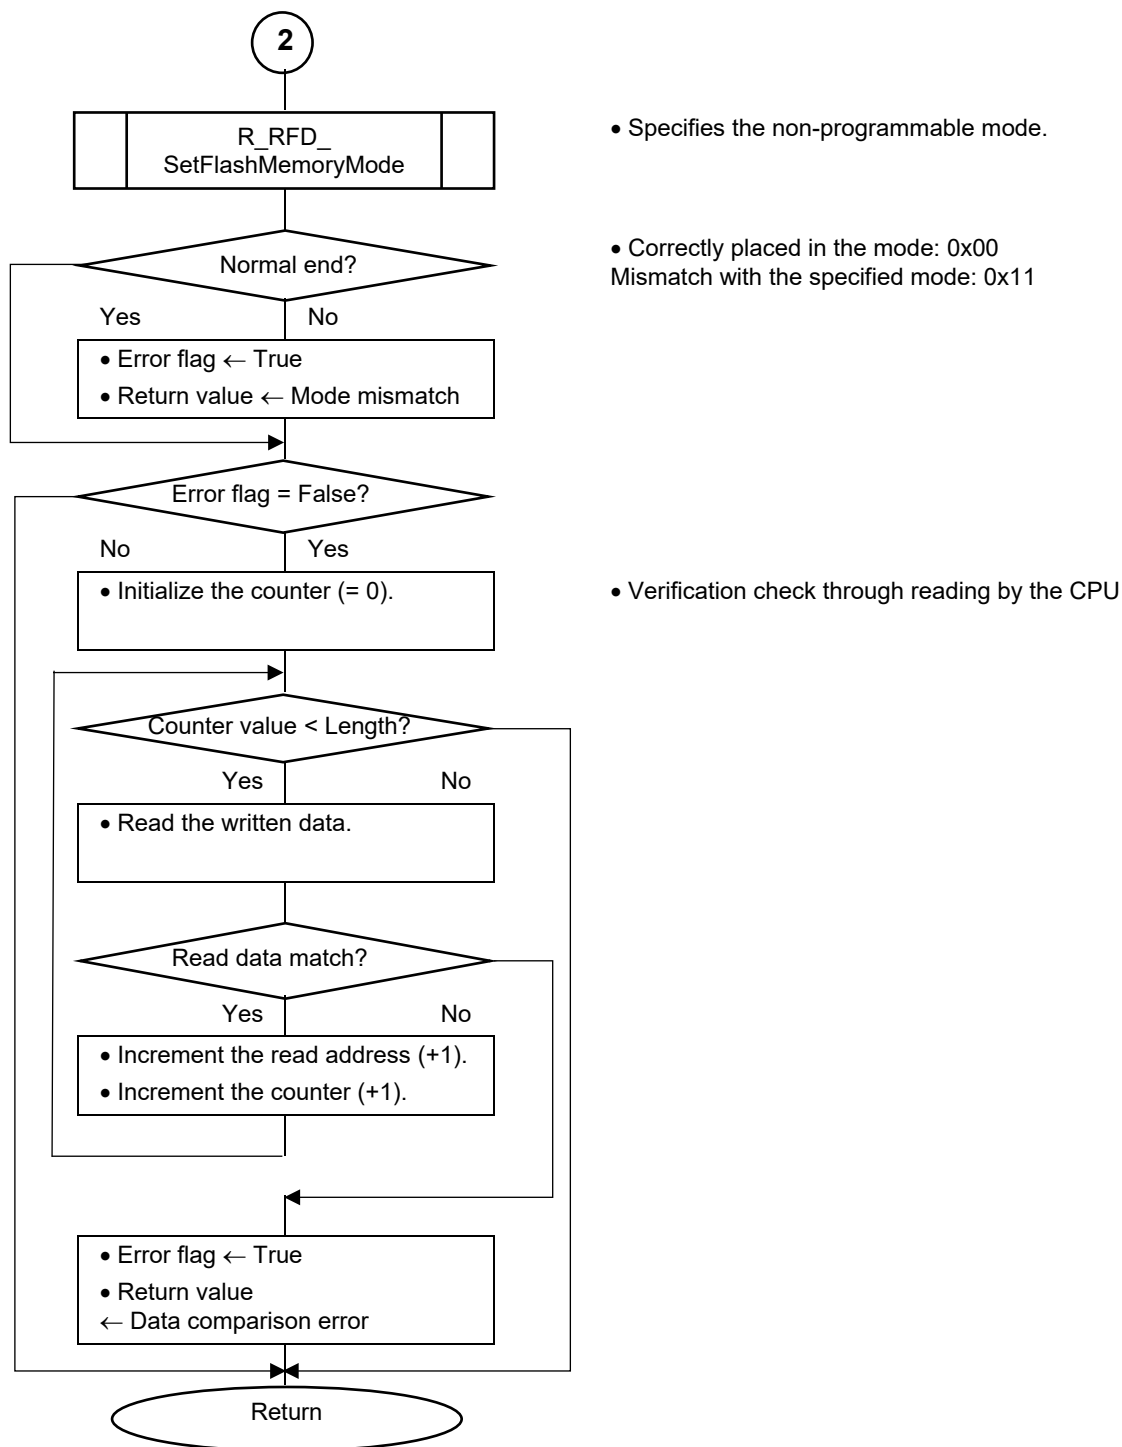 2
R_RFD_
SetFlashMemoryMode
• Specifies the non-programmable mode.
Normal end?
• Correctly placed in the mode: 0x00
Mismatch with the specified mode: 0x11
Yes No
• Error flag ← True
• Return value ← Mode mismatch
Error flag = False?
No Yes
• Initialize the counter (= 0).
• Verification check through reading by the CPU
Counter value < Length?
Yes No
• Read the written data.
Read data match?
Yes No
• Increment the read address (+1).
• Increment the counter (+1).
• Error flag ← True
• Return value
← Data comparison error
Return